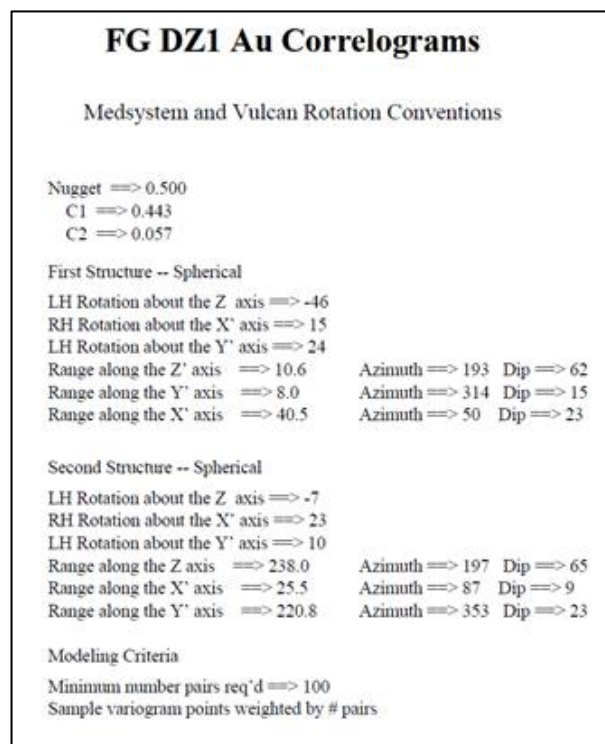 FG DZ1 Au Correlograms
Medsystem and Vulcan Rotation Conventions
Nugget ==> 0.500
C1 ==> 0.443
C2 ==> 0.057
First Structure -- Spherical
LH Rotation about the Z axis ==> -46
RH Rotation about the X' axis ==> 15
LH Rotation about the Y' axis ==> 24
Range along the Z' axis ==> 10.6 Azimuth ==> 193 Dip ==> 62
Range along the Y' axis ==> 8.0 Azimuth ==> 314 Dip ==> 15
Range along the X' axis ==> 40.5 Azimuth ==> 50 Dip ==> 23
Second Structure -- Spherical
LH Rotation about the Z axis ==> -7
RH Rotation about the X' axis ==> 23
LH Rotation about the Y' axis ==> 10
Range along the Z axis ==> 238.0 Azimuth ==> 197 Dip ==> 65
Range along the X' axis ==> 25.5 Azimuth ==> 87 Dip ==> 9
Range along the Y' axis ==> 220.8 Azimuth ==> 353 Dip ==> 23
Modeling Criteria
Minimum number pairs req'd ==> 100
Sample variogram points weighted by # pairs